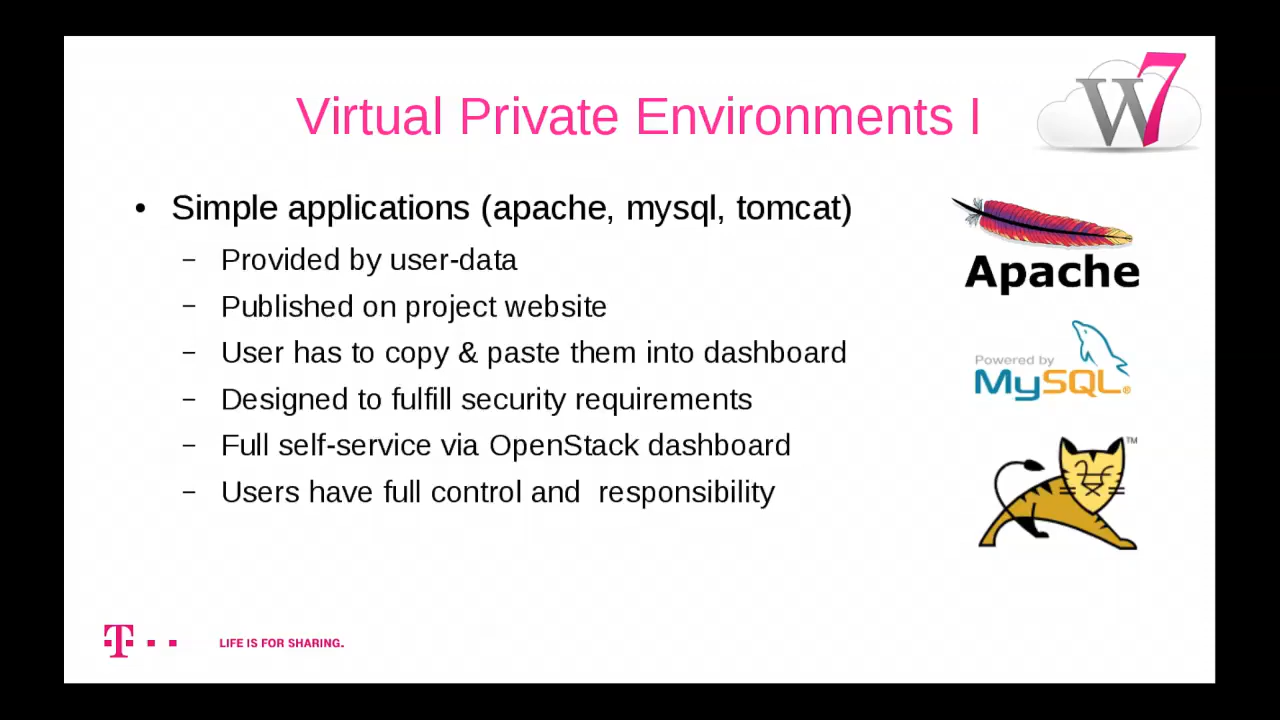 Virtual Private Environments I
W7
• Simple applications (apache, mysql, tomcat)
– Provided by user-data
– Published on project website
– User has to copy & paste them into dashboard
– Designed to fulfill security requirements
– Full self-service via OpenStack dashboard
– Users have full control and  responsibility
Apache
Powered by
MySQL®
TM
T
LIFE IS FOR SHARING.